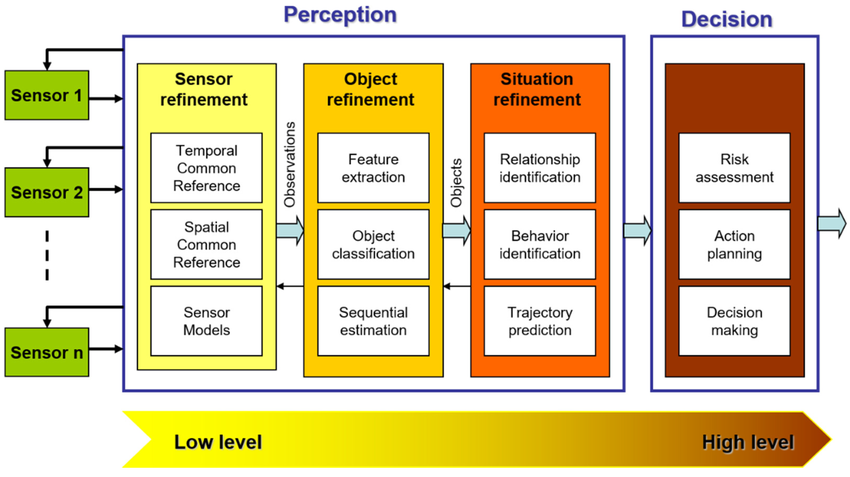 Perception
Decision
Sensor 1
Sensor 2
Sensor n
Sensor
refinement
Temporal
Common
Reference
Spatial
Common
Reference
Sensor
Models
Observations
Object
refinement
Feature
extraction
Object
classification
Sequential
estimation
Objects
Situation
refinement
Relationship
identification
Behavior
identification
Trajectory
prediction
Risk
assessment
Action
planning
Decision
making
Low level
High level